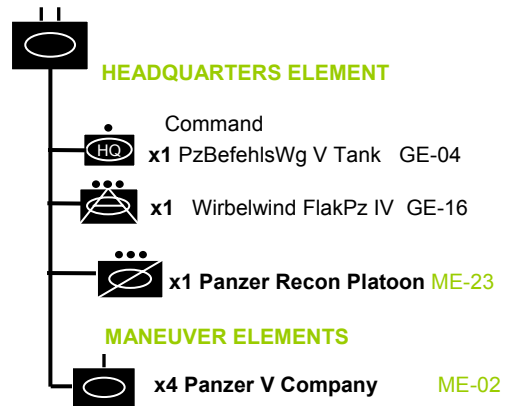 HEADQUARTERS ELEMENT
Command
HQ x1 PzBefehlsWg V Tank GE-04
x1 Wirbelwind FlakPz IV GE-16
x1 Panzer Recon Platoon ME-23
MANEUVER ELEMENTS
x4 Panzer V Company ME-02